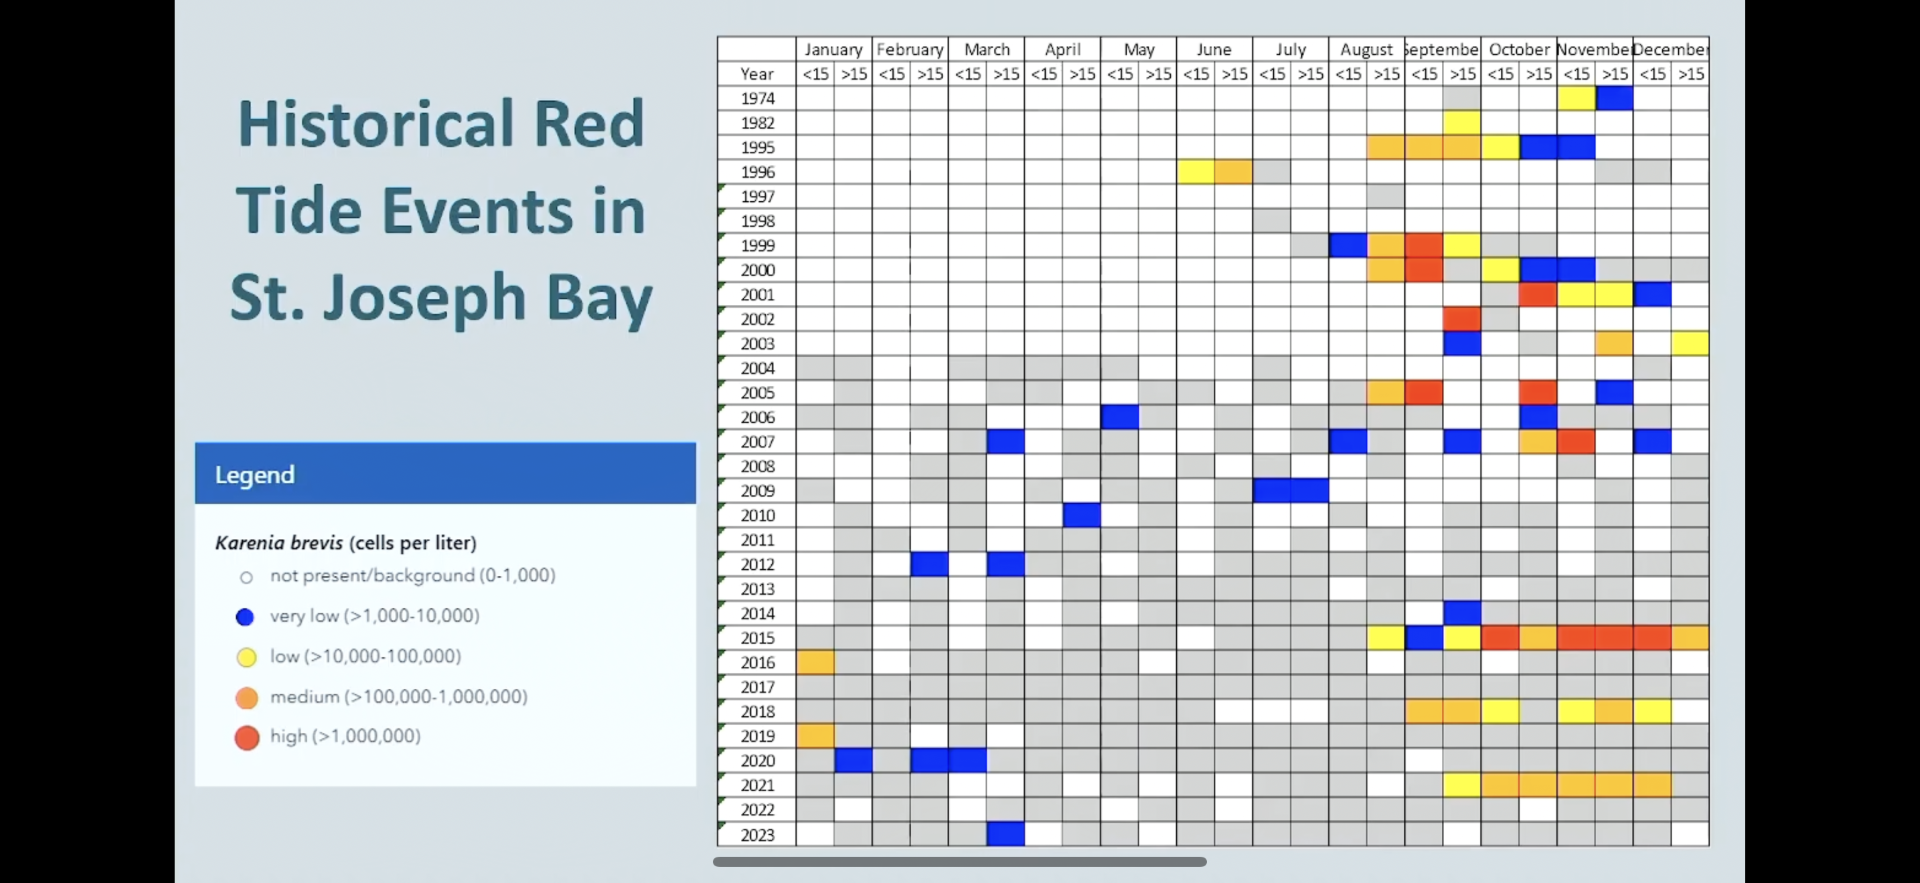 Historical Red
Tide Events in
St. Joseph Bay
Legend
Karenia brevis (cells per liter)
not present/background (0-1,000)
very low (>1,000-10,000)
low (>10,000-100,000)
medium (>100,000-1,000,000)
high (>1,000,000)
January February March April May June July August Septembe October November December
Year <15 >15 <15 >15 <15 >15 <15 >15 <15 >15 <15 >15 <15 >15 <15 >15 <15 >15 <15 >15 <15 >15 <15 >15
1974
1982
1995
1996
1997
1998
1999
2000
2001
2002
2003
2004
2005
2006
2007
2008
2009
2010
2011
2012
2013
2014
2015
2016
2017
2018
2019
2020
2021
2022
2023